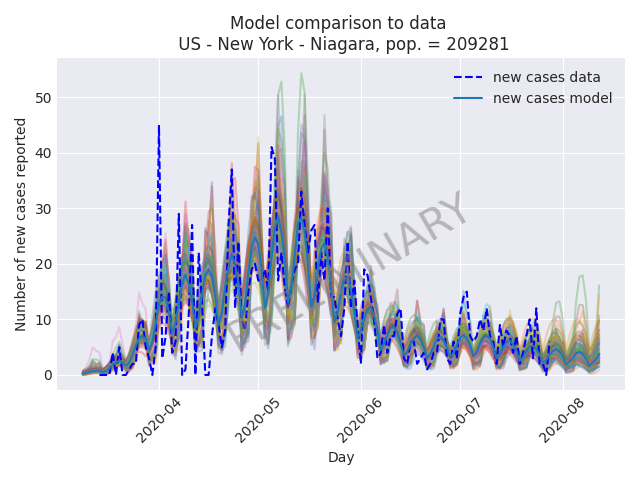 Model comparison to data
US - New York - Niagara, pop. = 209281
new cases data
new cases model
Number of new cases reported
50
40
30
20
10
0
PRELIMINARY
2020-04
2020-05
2020-06
2020-07
2020-08
Day